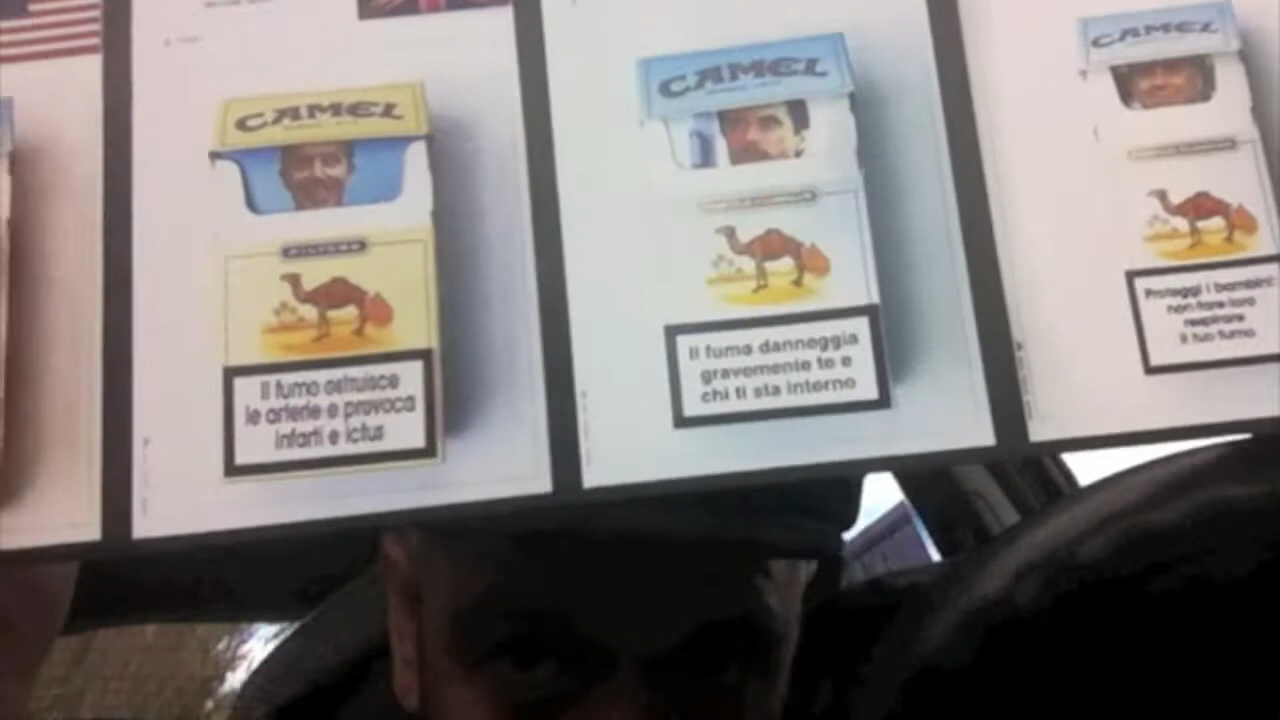 CAMEL
FILTERS
Il fumo ostruisce
le arterie e provoca
infarti e ictus
CAMEL
Il fumo danneggia
gravemente te e
chi ti sta intorno
CAMEL
Proteggi i bambini:
non fare loro
respirare
il tuo fumo